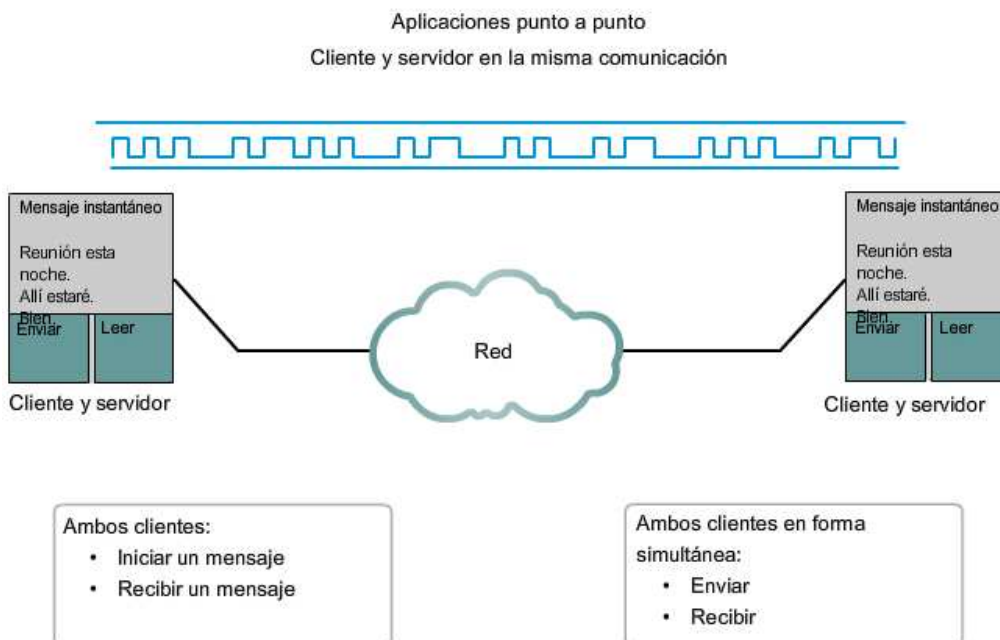 Aplicaciones punto a punto
Cliente y servidor en la misma comunicación
Mensaje instantáneo
Reunión esta
noche.
Allí estaré.
Bien.
Enviar
Leer
Cliente y servidor
Red
Mensaje instantáneo
Reunión esta
noche.
Allí estaré.
Bien.
Enviar
Leer
Cliente y servidor
Ambos clientes:
• Iniciar un mensaje
• Recibir un mensaje
Ambos clientes en forma
simultánea:
• Enviar
• Recibir